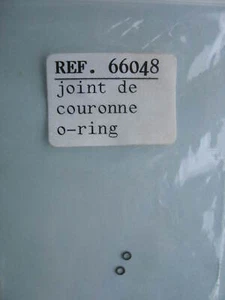 REF. 66048
joint de
couronne
o-ring